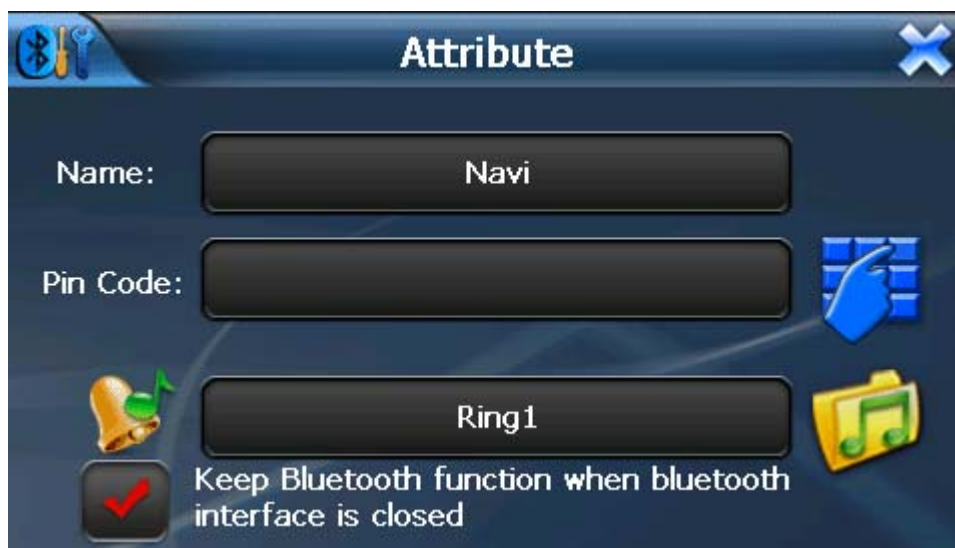 Attribute
Name:
Navi
Pin Code:
Ring1
Keep Bluetooth function when bluetooth
interface is closed